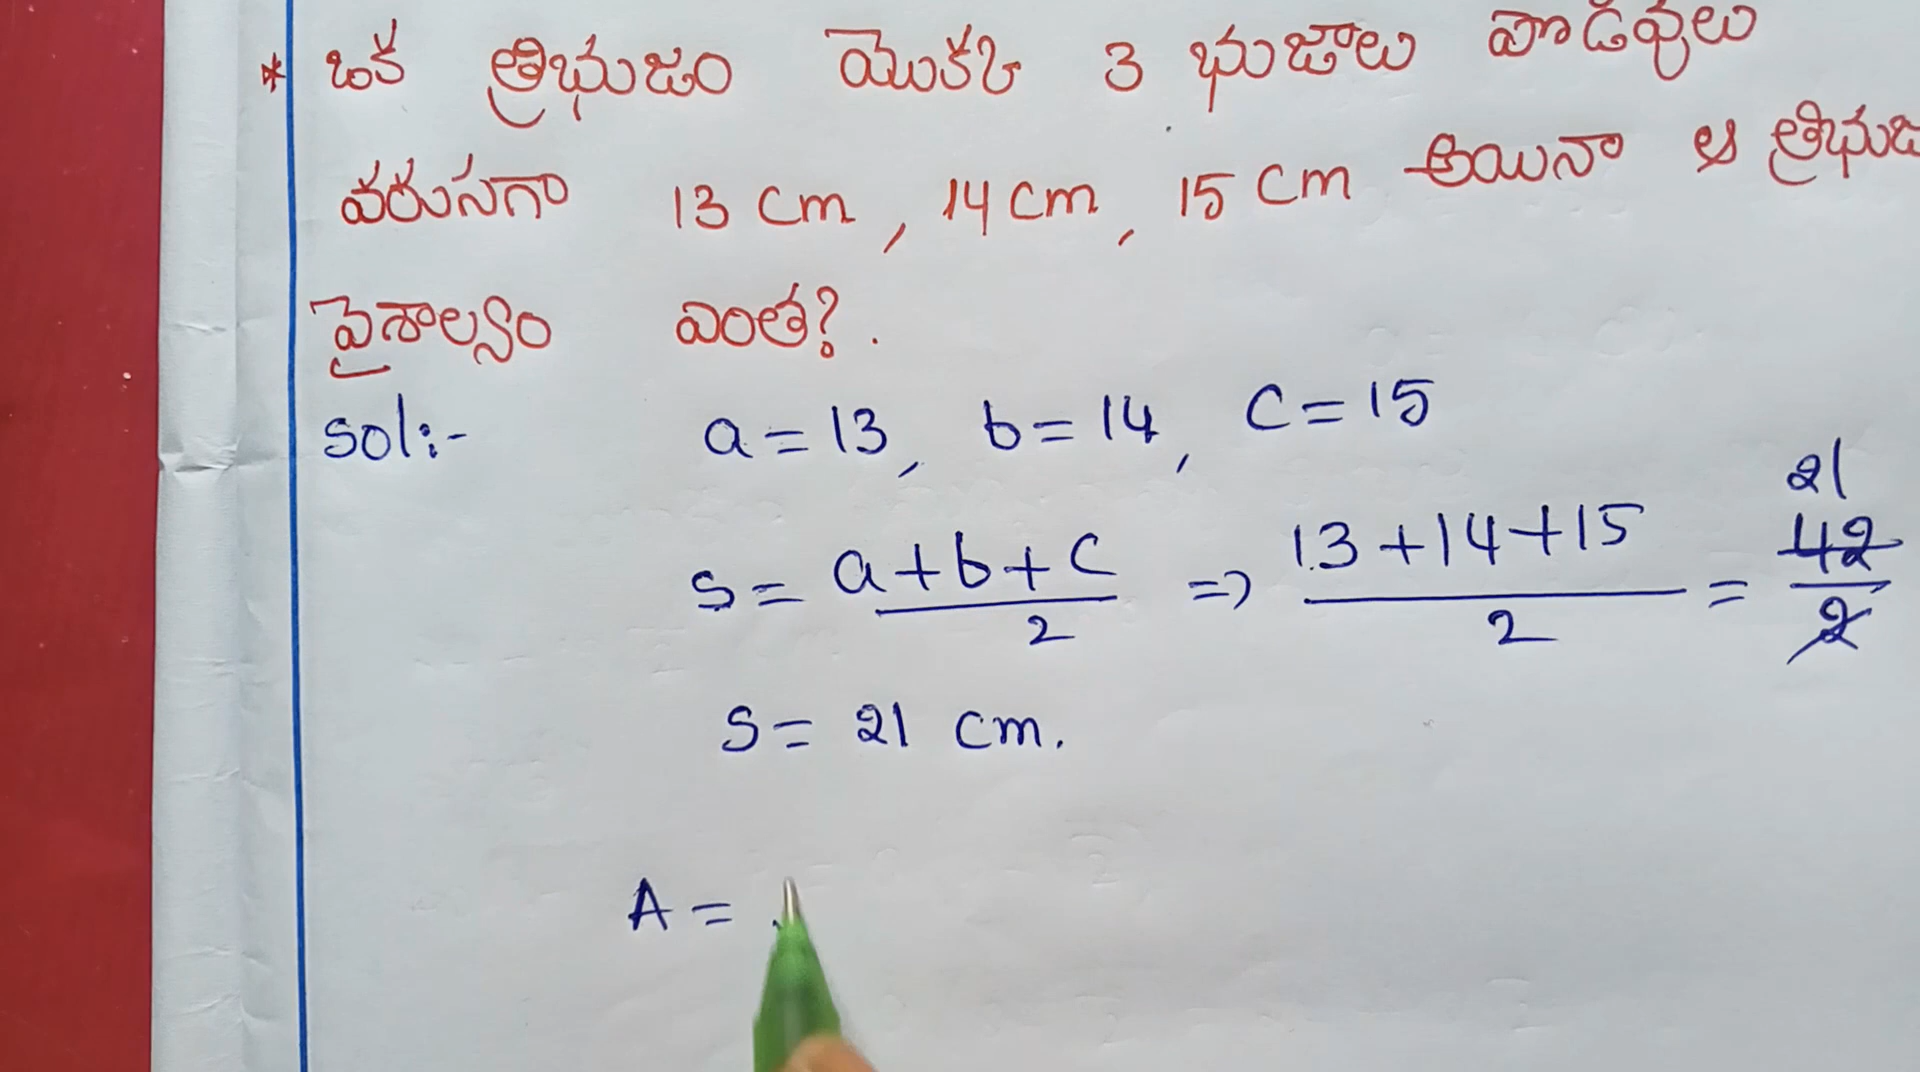 * ఒక త్రిభుజం యొక్క 3 భుజాలు పొడవులు
వరుసగా 13 cm, 14 cm, 15 cm అయినా ఆ త్రిభుజ
వైశాల్యం ఎంత?.
Sol:- a = 13, b = 14, c = 15
s = a+b+c/2 => 13+14+15/2 = 42/2 21
s = 21 cm.
A =